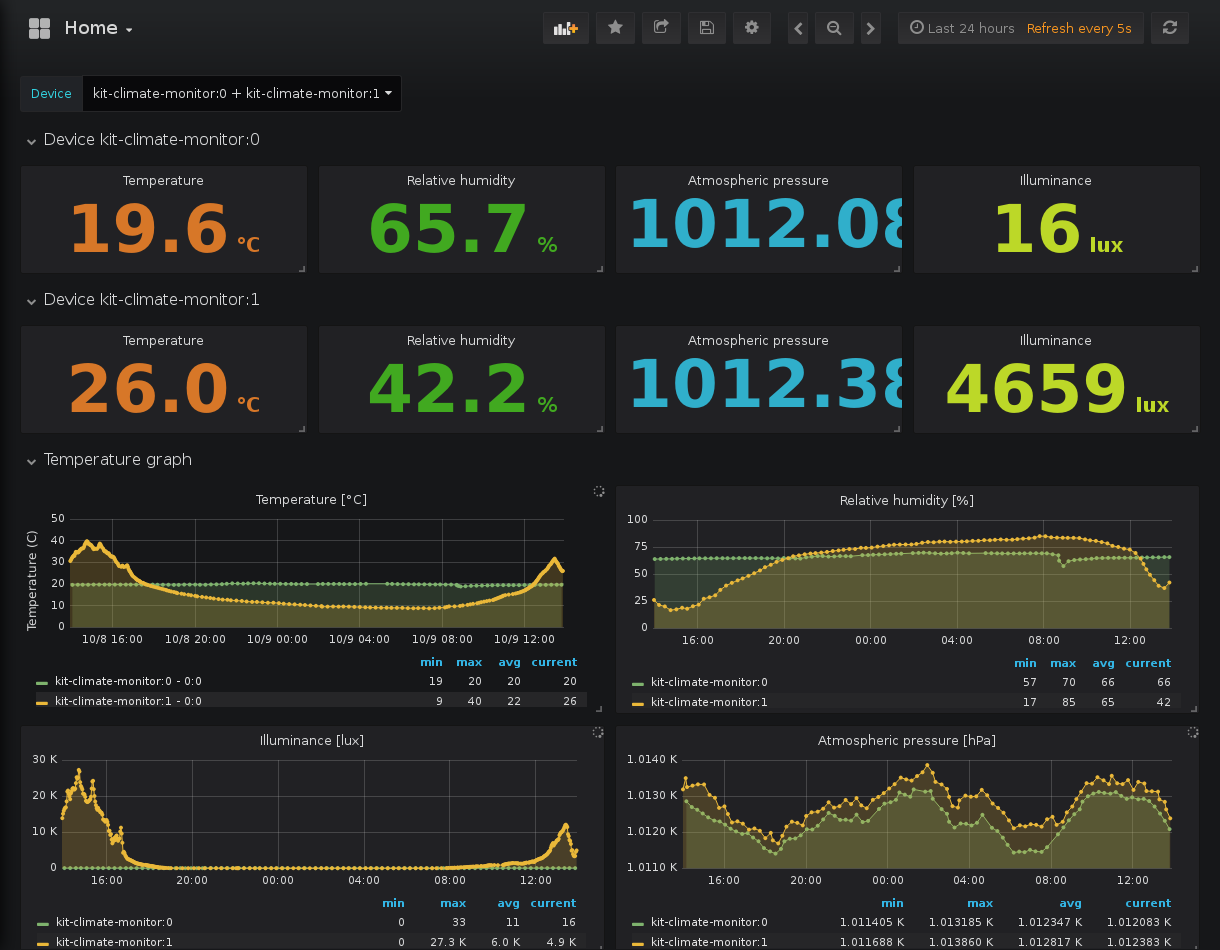 Home
Last 24 hours Refresh every 5s
Device kit-climate-monitor:0 + kit-climate-monitor:1
Device kit-climate-monitor:0
Temperature Relative humidity Atmospheric pressure Illuminance
19.6 °C 65.7 % 1012.08 16 lux
Device kit-climate-monitor:1
Temperature Relative humidity Atmospheric pressure Illuminance
26.0 °C 42.2 % 1012.38 4659 lux
Temperature graph
Temperature [°C]
Temperature (C)
50
40
30
20
10
0
10/8 16:00 10/8 20:00 10/9 00:00 10/9 04:00 10/9 08:00 10/9 12:00
min max avg current
kit-climate-monitor:0 - 0:0 19 20 20 20
kit-climate-monitor:1 - 0:0 9 40 22 26
Relative humidity [%]
100
75
50
25
0
16:00 20:00 00:00 04:00 08:00 12:00
min max avg current
kit-climate-monitor:0 57 70 66 66
kit-climate-monitor:1 17 85 65 42
Illuminance [lux]
30 K
20 K
10 K
0
16:00 20:00 00:00 04:00 08:00 12:00
min max avg current
kit-climate-monitor:0 0 33 11 16
kit-climate-monitor:1 0 27.3 K 6.0 K 4.9 K
Atmospheric pressure [hPa]
1.0140 K
1.0130 K
1.0120 K
1.0110 K
16:00 20:00 00:00 04:00 08:00 12:00
min max avg current
kit-climate-monitor:0 1.011405 K 1.013185 K 1.012347 K 1.012083 K
kit-climate-monitor:1 1.011688 K 1.013860 K 1.012817 K 1.012383 K